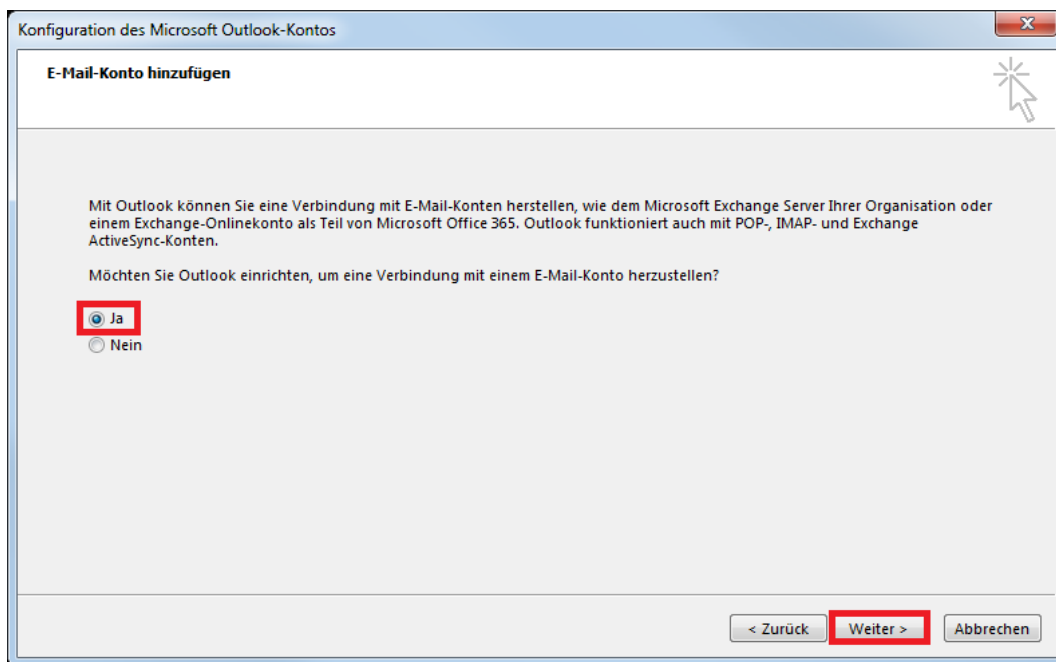 Konfiguration des Microsoft Outlook-Kontos
E-Mail-Konto hinzufügen
Mit Outlook können Sie eine Verbindung mit E-Mail-Konten herstellen, wie dem Microsoft Exchange Server Ihrer Organisation oder
einem Exchange-Onlinekonto als Teil von Microsoft Office 365. Outlook funktioniert auch mit POP-, IMAP- und Exchange
ActiveSync-Konten.
Möchten Sie Outlook einrichten, um eine Verbindung mit einem E-Mail-Konto herzustellen?
Ja
Nein
< Zurück Weiter > Abbrechen